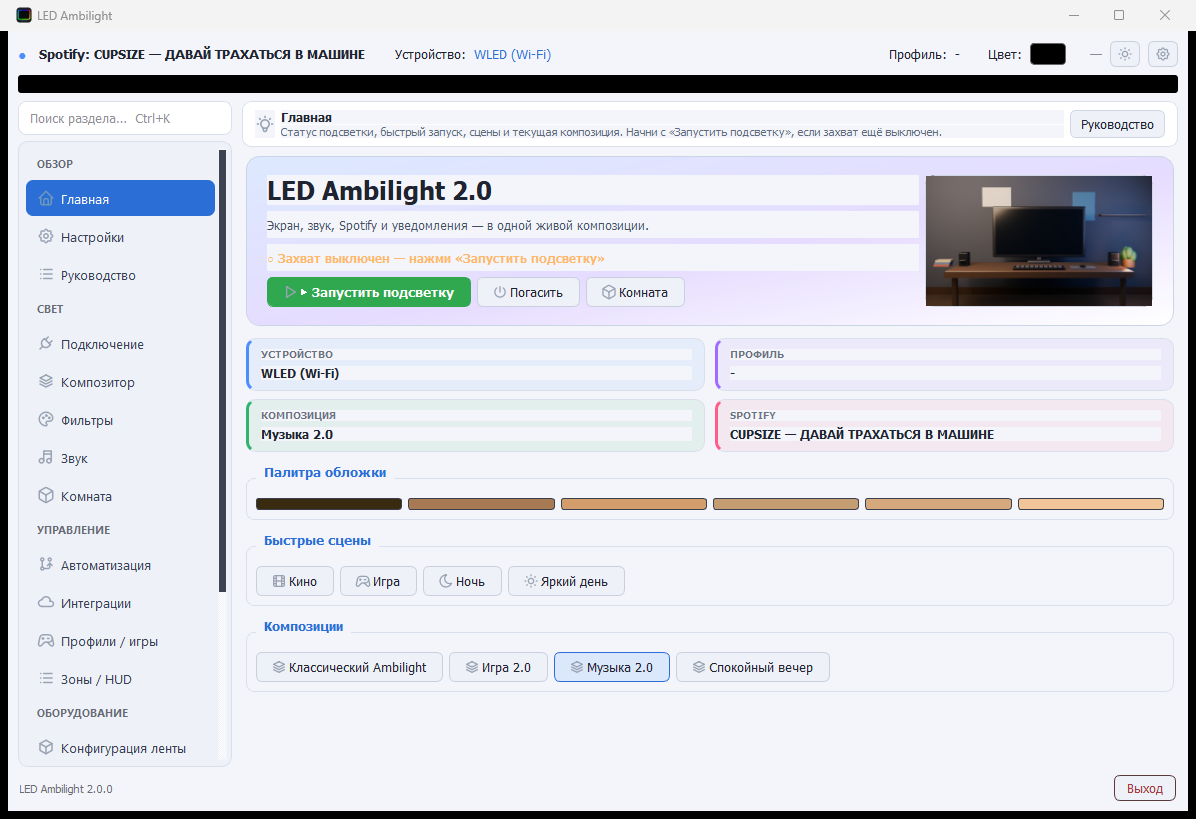 LED Ambilight
Spotify: CUPSIZE — ДАВАЙ ТРАХАТЬСЯ В МАШИНЕ
Устройство: WLED (Wi-Fi)
Профиль: -
Цвет:
Поиск раздела... Ctrl+K
ОБЗОР
Главная
Настройки
Руководство
СВЕТ
Подключение
Композитор
Фильтры
Звук
Комната
УПРАВЛЕНИЕ
Автоматизация
Интеграции
Профили / игры
Зоны / HUD
ОБОРУДОВАНИЕ
Конфигурация ленты
LED Ambilight 2.0.0
Главная
Статус подсветки, быстрый запуск, сцены и текущая композиция. Начни с «Запустить подсветку», если захват ещё выключен.
Руководство
LED Ambilight 2.0
Экран, звук, Spotify и уведомления — в одной живой композиции.
○ Захват выключен — нажми «Запустить подсветку»
▶ Запустить подсветку
Погасить
Комната
УСТРОЙСТВО
WLED (Wi-Fi)
ПРОФИЛЬ
-
КОМПОЗИЦИЯ
Музыка 2.0
SPOTIFY
CUPSIZE — ДАВАЙ ТРАХАТЬСЯ В МАШИНЕ
Палитра обложки
Быстрые сцены
Кино
Игра
Ночь
Яркий день
Композиции
Классический Ambilight
Игра 2.0
Музыка 2.0
Спокойный вечер
Выход